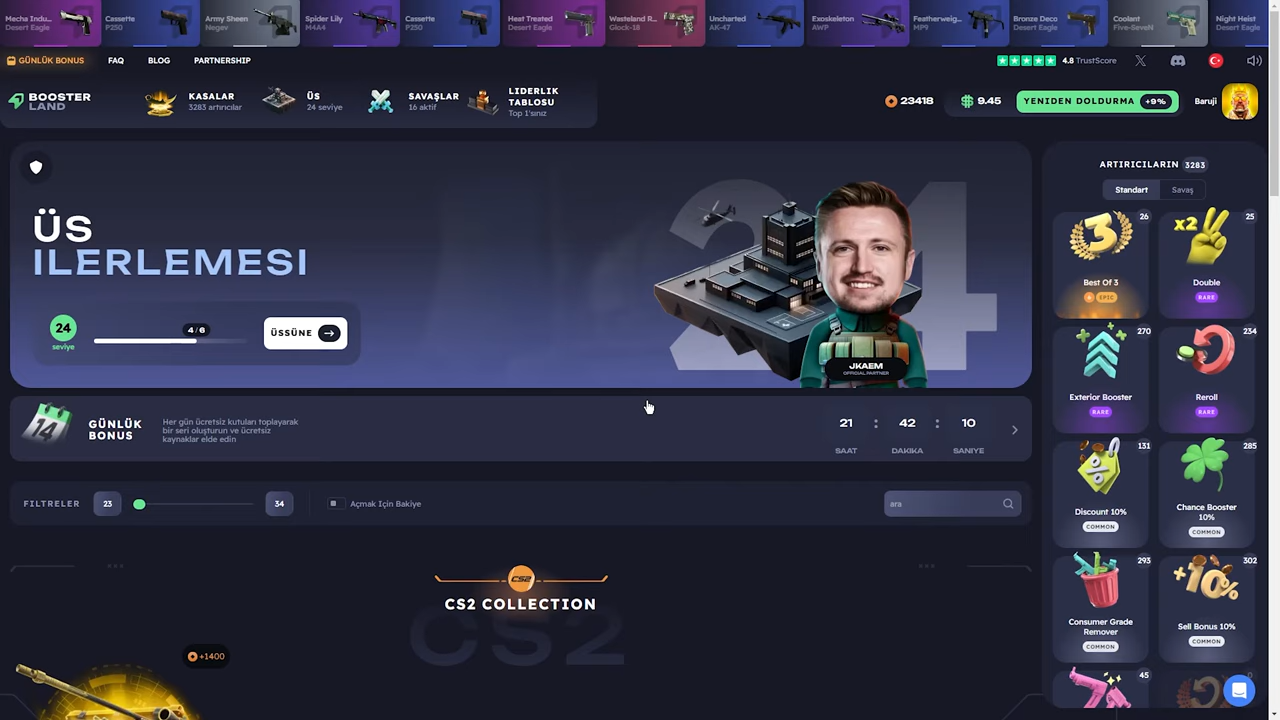 Mecha Indu...
Desert Eagle
Cassette
P250
Army Sheen
Negev
Spider Lily
M4A4
Cassette
P250
Heat Treated
Desert Eagle
Wasteland R...
Glock-18
Uncharted
AK-47
Exoskeleton
AWP
Featherweig...
MP9
Bronze Deco
Desert Eagle
Coolant
Five-SeveN
Night Heist
Desert Eagle
GÜNLÜK BONUS
FAQ
BLOG
PARTNERSHIP
4.8 TrustScore
BOOSTER
LAND
KASALAR
3283 artırıcılar
ÜS
24 seviye
SAVAŞLAR
16 aktif
LIDERLIK
TABLOSU
Top 1'sınız
23418
9.45
YENIDEN DOLDURMA +9%
Baruji
ÜS
ILERLEMESI
24
seviye
4/6
ÜSSÜNE
24
JKAEM
OFFICIAL PARTNER
14
GÜNLÜK
BONUS
Her gün ücretsiz kutuları toplayarak
bir seri oluşturun ve ücretsiz
kaynaklar elde edin
21 : 42 : 10
SAAT DAKIKA SANIYE
FILTRELER 23 34
Açmak İçin Bakiye
ara
CS2
CS2 COLLECTION
CS2
+1400
ARTIRICILARIN 3283
Standart Savaş
26
3
Best Of 3
EPIC
25
x2
Double
RARE
270
Exterior Booster
RARE
234
Reroll
RARE
131
%
Discount 10%
COMMON
285
Chance Booster
10%
COMMON
293
Consumer Grade
Remover
COMMON
302
+10%
Sell Bonus 10%
COMMON
45